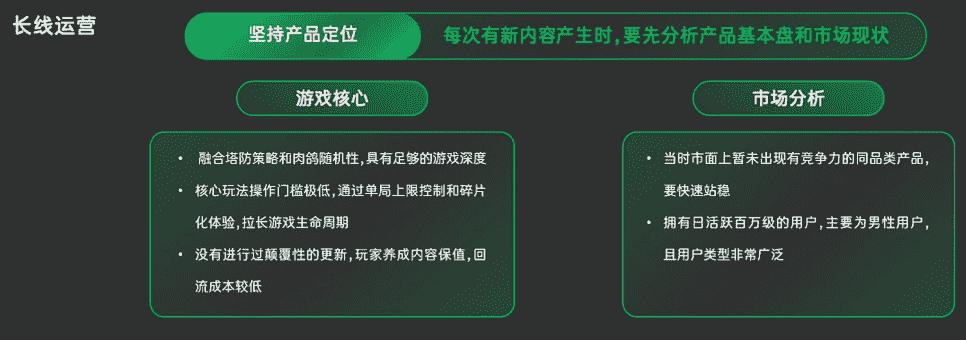 长线运营
坚持产品定位
每次有新内容产生时,要先分析产品基本盘和市场现状
游戏核心
市场分析
• 融合塔防策略和肉鸽随机性,具有足够的游戏深度
• 核心玩法操作门槛极低,通过单局上限控制和碎片
化体验,拉长游戏生命周期
• 没有进行过颠覆性的更新,玩家养成内容保值,回
流成本较低
• 当时市面上暂未出现有竞争力的同品类产品,
要快速站稳
• 拥有日活跃百万级的用户,主要为男性用户,
且用户类型非常广泛